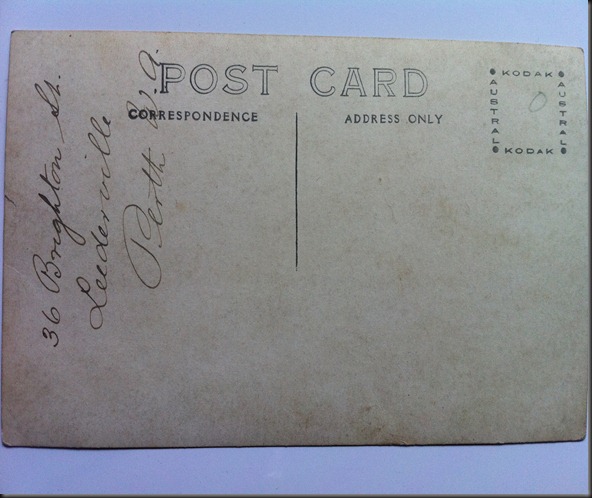 POST CARD
CORRESPONDENCE
ADDRESS ONLY
KODAK
AUSTRAL
AUSTRAL
KODAK
36 Brighton St.
Leederville
Perth W.A.